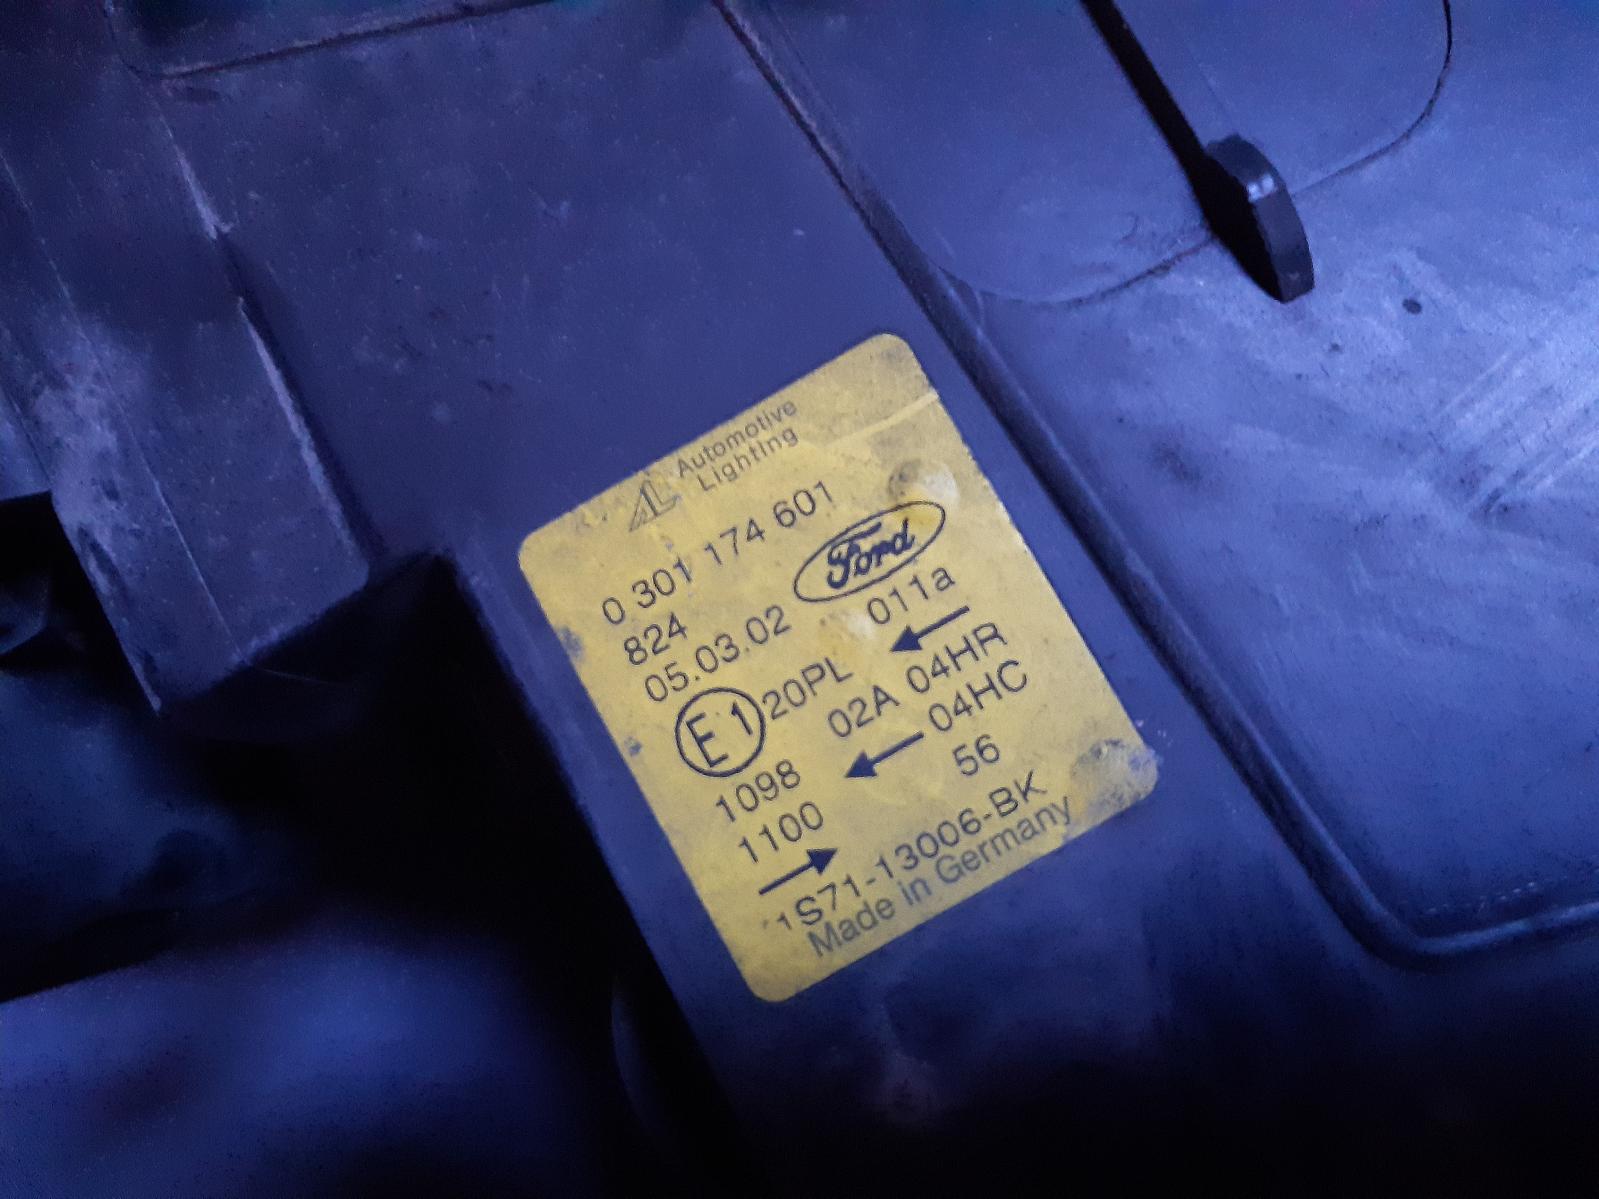 AL Automotive
Lighting
0 301 174 601
824 Ford
05.03.02 011a
E1 20PL ←
02A 04HR
1098 ← 04HC
1100 56
→
1S71-13006-BK
Made in Germany